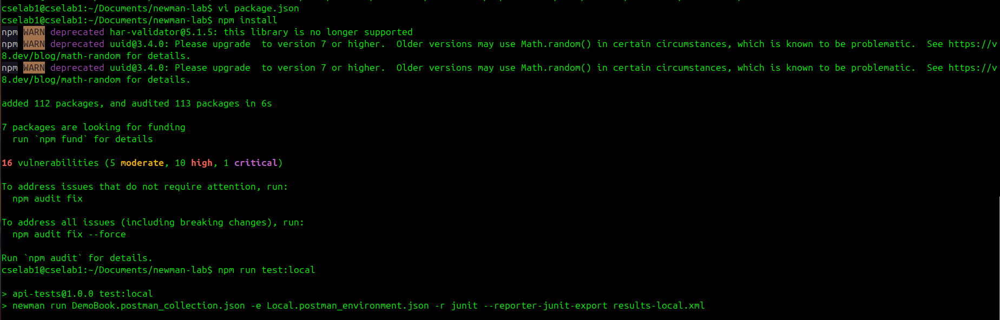 cselab1@cselab1:~/Documents/newman-lab$ vi package.json
cselab1@cselab1:~/Documents/newman-lab$ npm install
npm WARN deprecated har-validator@5.1.5: this library is no longer supported
npm WARN deprecated uuid@3.4.0: Please upgrade  to version 7 or higher.  Older versions may use Math.random() in certain circumstances, which is known to be problematic.  See https://v
8.dev/blog/math-random for details.
npm WARN deprecated uuid@3.4.0: Please upgrade  to version 7 or higher.  Older versions may use Math.random() in certain circumstances, which is known to be problematic.  See https://v
8.dev/blog/math-random for details.
added 112 packages, and audited 113 packages in 6s
7 packages are looking for funding
  run `npm fund` for details
16 vulnerabilities (5 moderate, 10 high, 1 critical)
To address issues that do not require attention, run:
  npm audit fix
To address all issues (including breaking changes), run:
  npm audit fix --force
Run `npm audit` for details.
cselab1@cselab1:~/Documents/newman-lab$ npm run test:local
> api-tests@1.0.0 test:local
> newman run DemoBook.postman_collection.json -e Local.postman_environment.json -r junit --reporter-junit-export results-local.xml